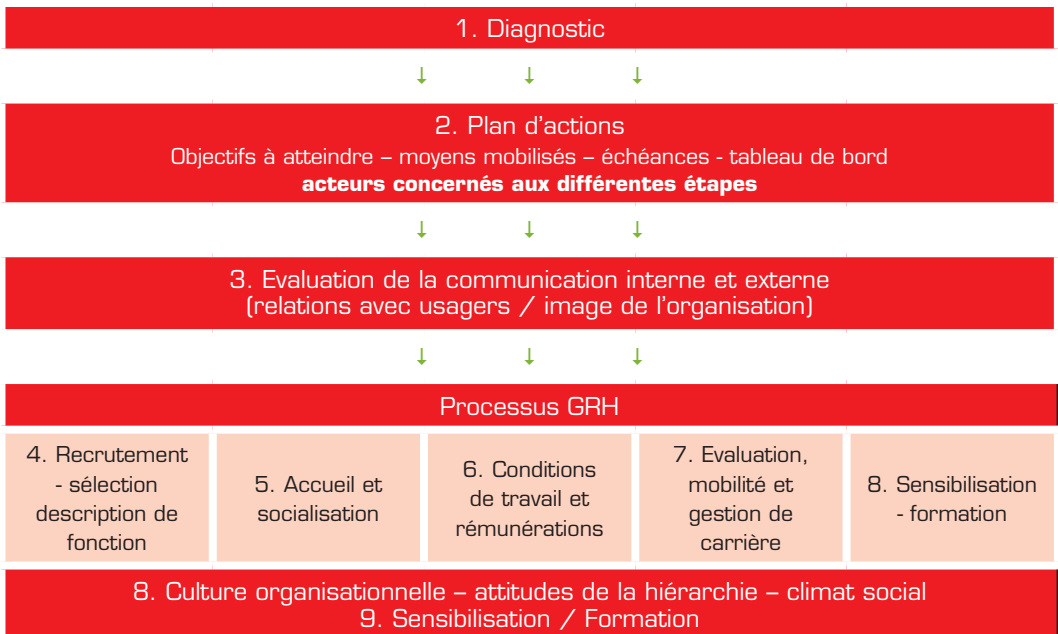 1. Diagnostic
↓ ↓ ↓
2. Plan d'actions
Objectifs à atteindre – moyens mobilisés – échéances - tableau de bord
acteurs concernés aux différentes étapes
↓ ↓ ↓
3. Evaluation de la communication interne et externe
(relations avec usagers / image de l'organisation)
↓ ↓ ↓
Processus GRH
4. Recrutement
- sélection
description de
fonction
5. Accueil et
socialisation
6. Conditions
de travail et
rémunérations
7. Evaluation,
mobilité et
gestion de
carrière
8. Sensibilisation
- formation
8. Culture organisationnelle – attitudes de la hiérarchie – climat social
9. Sensibilisation / Formation